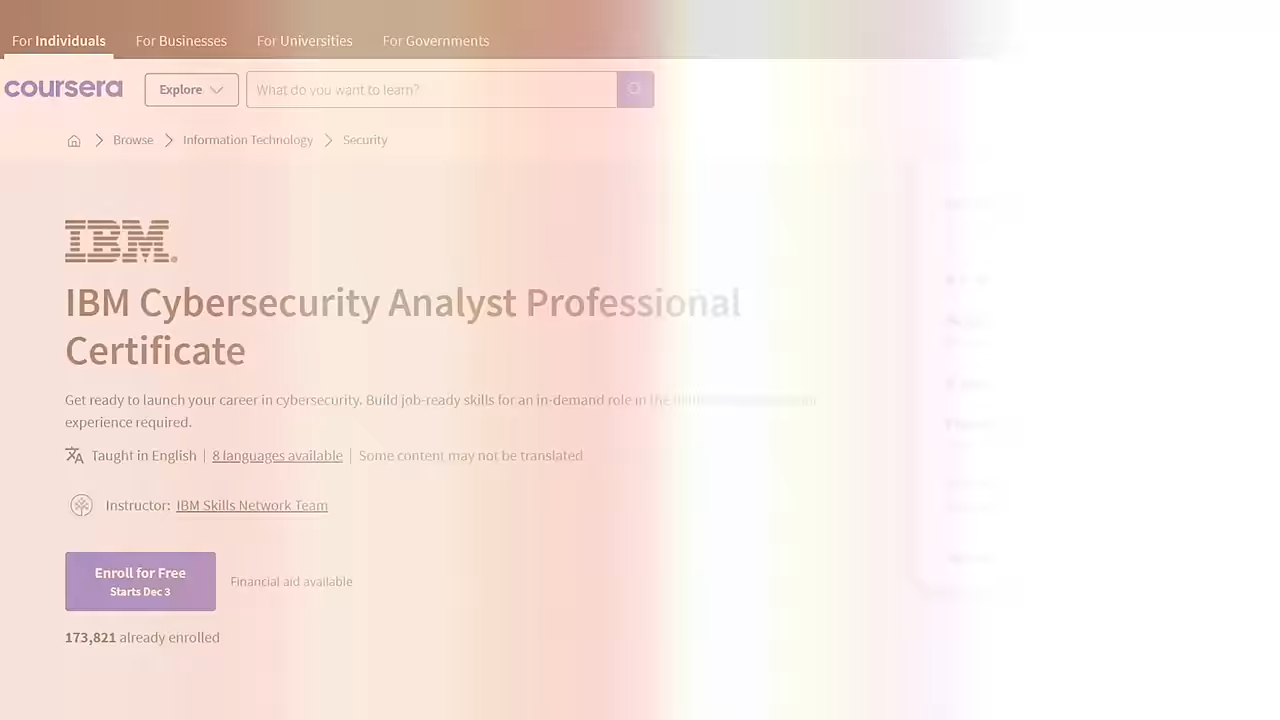 For Individuals For Businesses For Universities For Governments
coursera Explore What do you want to learn?
Browse Information Technology Security
IBM
IBM Cybersecurity Analyst Professional
Certificate
Get ready to launch your career in cybersecurity. Build job-ready skills for an in-demand role in the
experience required.
Taught in English | 8 languages available | Some content may not be translated
Instructor: IBM Skills Network Team
Enroll for Free
Starts Dec 3
Financial aid available
173,821 already enrolled